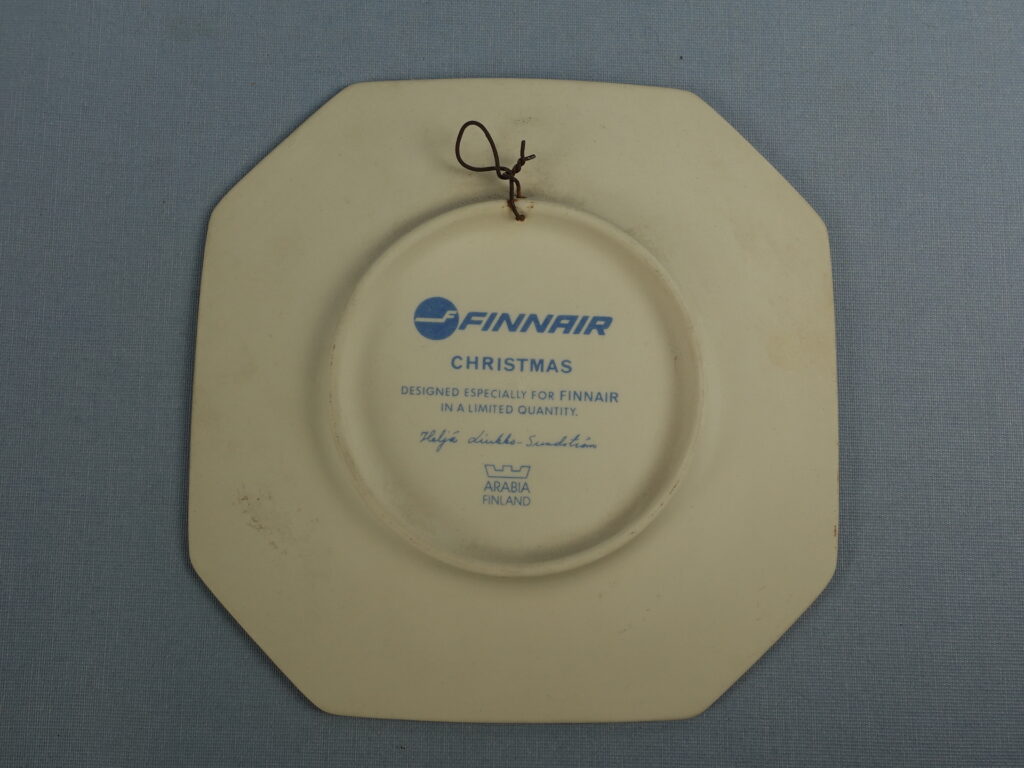 FINNAIR
CHRISTMAS
DESIGNED ESPECIALLY FOR FINNAIR
IN A LIMITED QUANTITY.
Heljä Liukko-Sundström
ARABIA
FINLAND